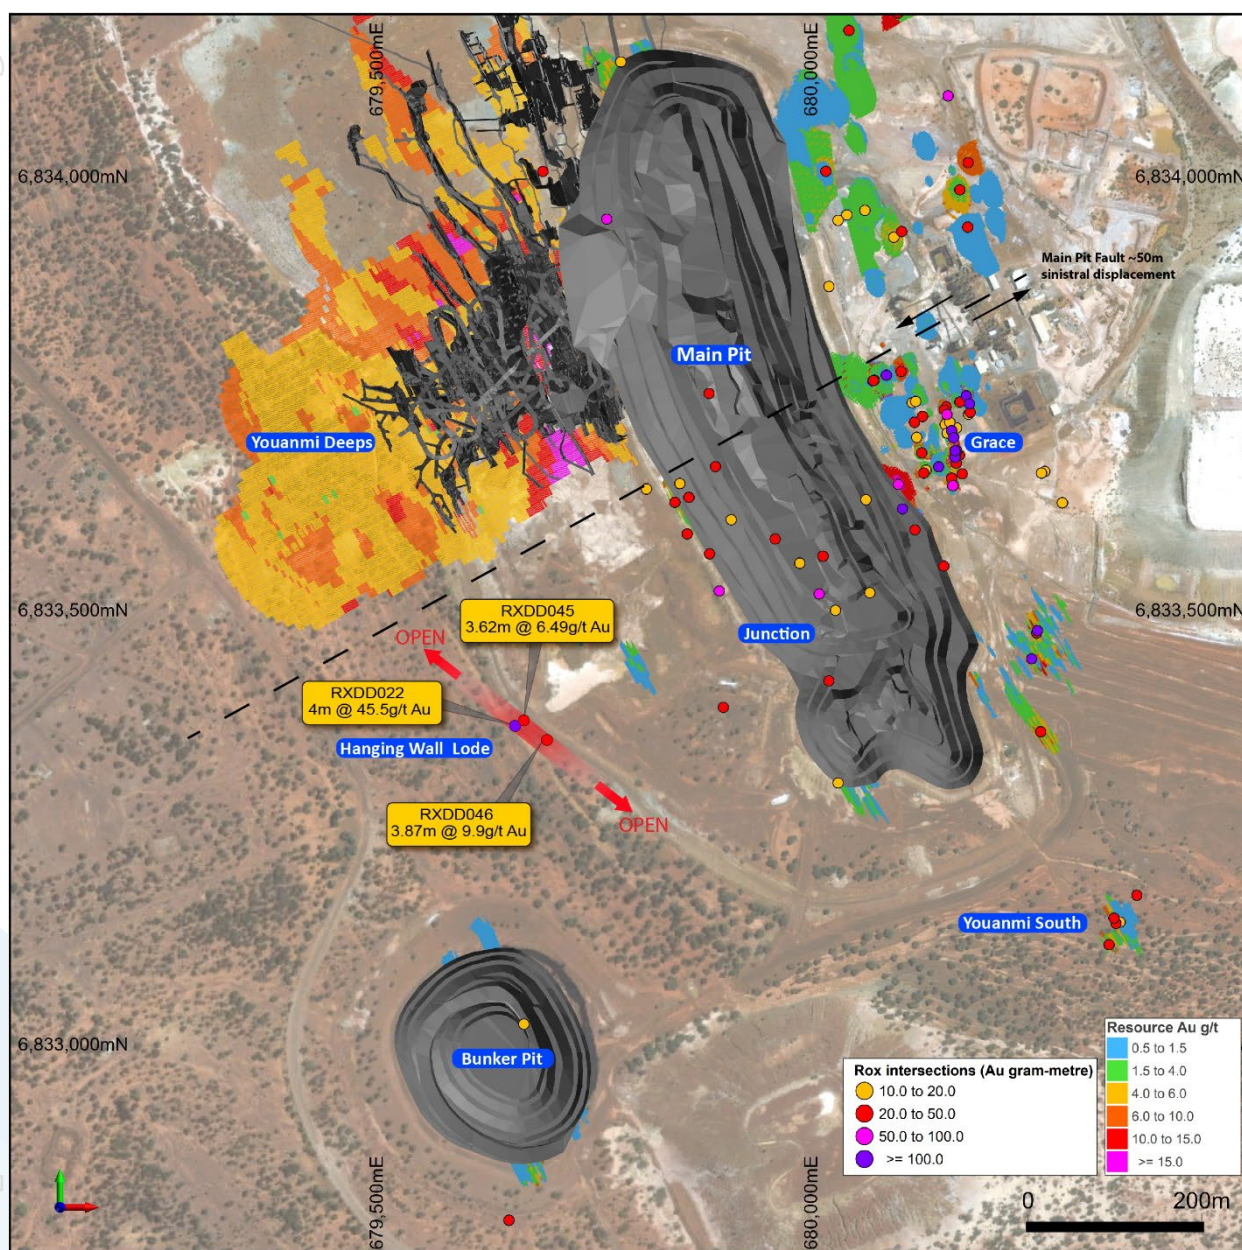 679,500mE
680,000mE
6,834,000mN
6,834,000mN
Main Pit Fault ~50m
sinistral displacement
Main Pit
Youanmi Deeps
Grace
RXDD045
3.62m @ 6.49g/t Au
6,833,500mN
6,833,500mN
OPEN
Junction
RXDD022
4m @ 45.5g/t Au
Hanging Wall Lode
RXDD046
3.87m @ 9.9g/t Au
OPEN
Youanmi South
6,833,000mN
Bunker Pit
679,500mE
680,000mE
Rox intersections (Au gram-metre)
10.0 to 20.0
20.0 to 50.0
50.0 to 100.0
>= 100.0
Resource Au g/t
0.5 to 1.5
1.5 to 4.0
4.0 to 6.0
6.0 to 10.0
10.0 to 15.0
>= 15.0
0 200m